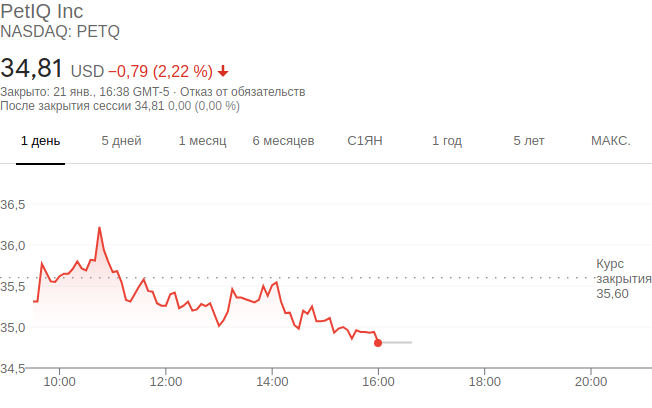 PetIQ Inc
NASDAQ: PETQ
34,81 USD −0,79 (2,22 %)
Закрыто: 21 янв., 16:38 GMT-5 · Отказ от обязательств
После закрытия сессии 34,81 0,00 (0,00 %)
1 день 5 дней 1 месяц 6 месяцев С1ЯН 1 год 5 лет МАКС.
36,5
36,0
Курс
закрытия
35,60
35,5
35,0
34,5
10:00 12:00 14:00 16:00 18:00 20:00